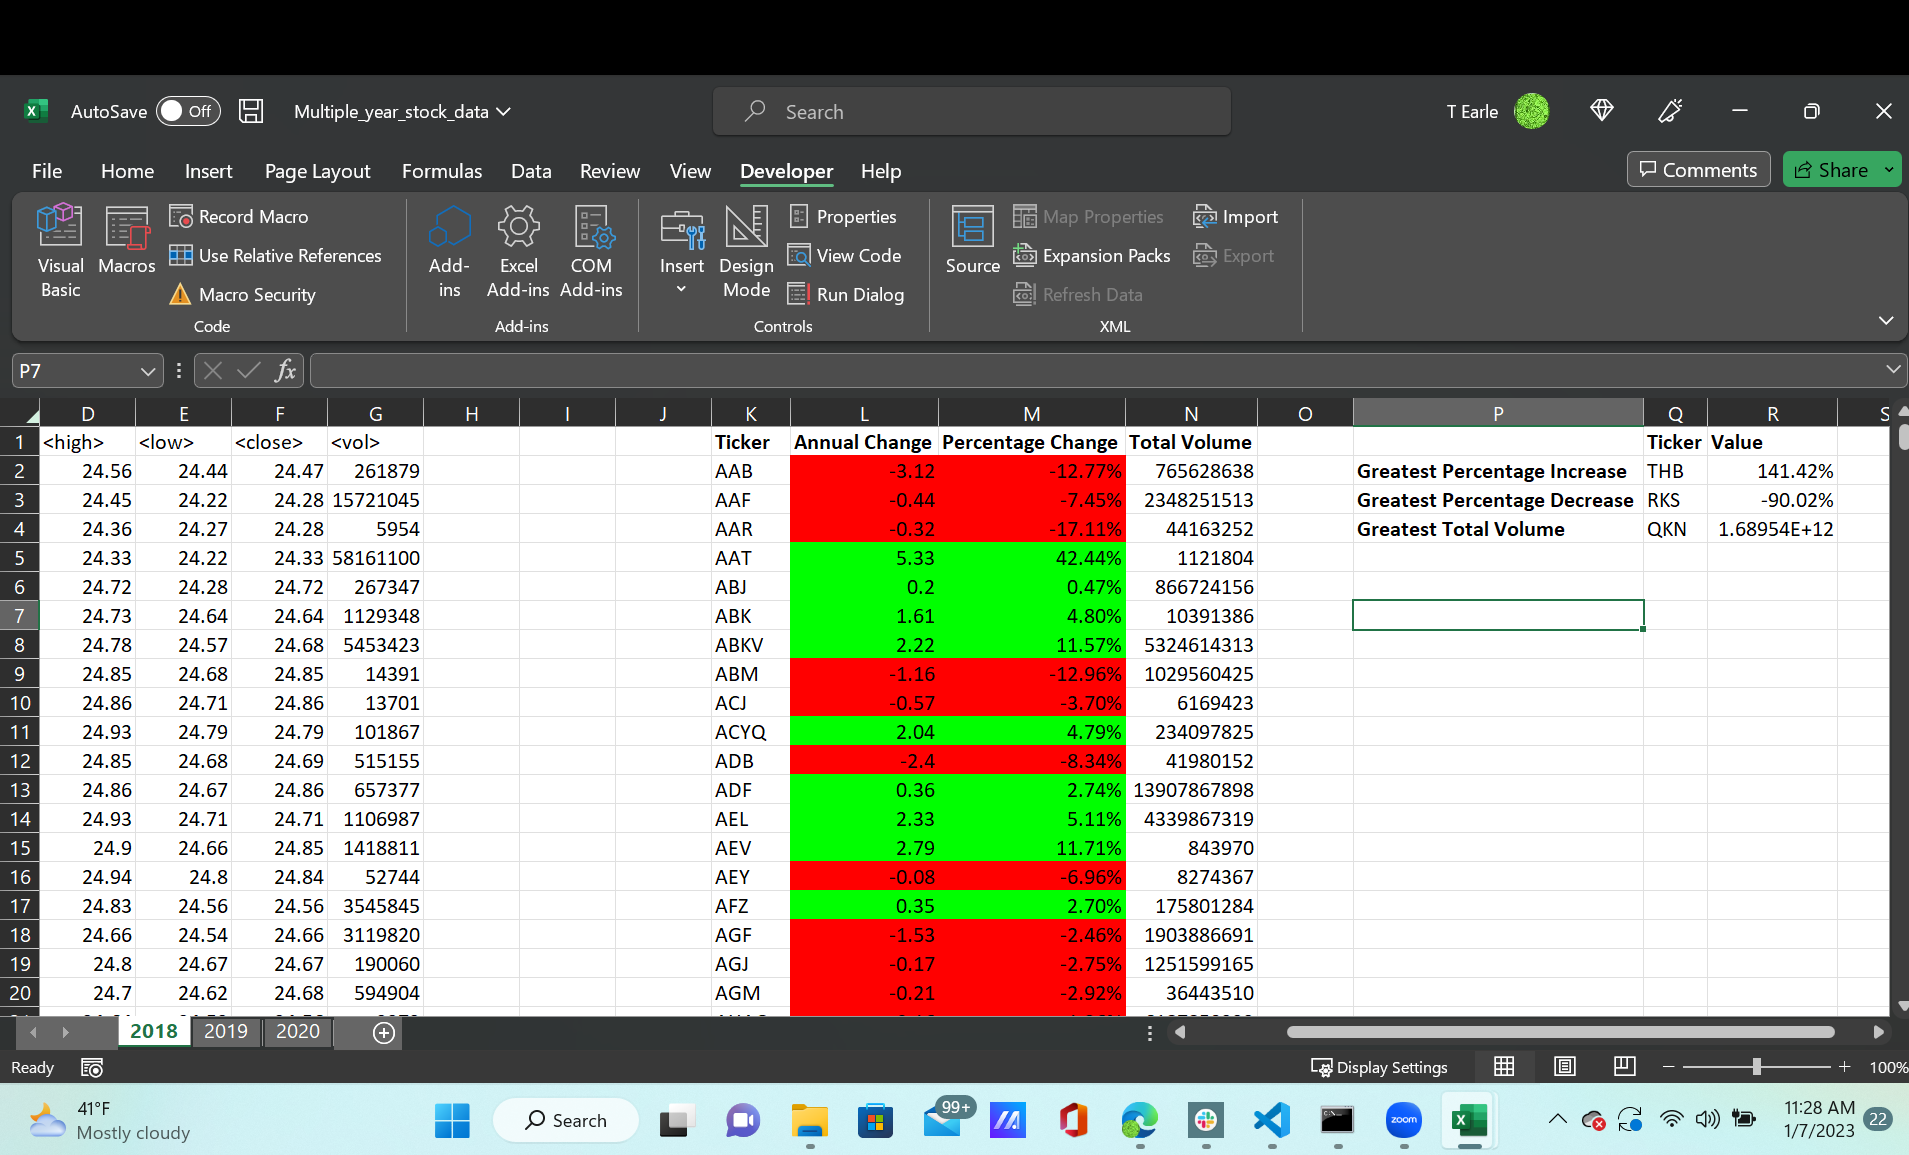 AutoSave Off Multiple_year_stock_data Search T Earle
File Home Insert Page Layout Formulas Data Review View Developer Help Comments Share
Visual Basic
Macros
Record Macro
Use Relative References
Macro Security
Code
Add-ins
Excel Add-ins
COM Add-ins
Add-ins
Insert
Design Mode
Properties
View Code
Run Dialog
Controls
Source
Map Properties
Expansion Packs
Refresh Data
Import
Export
XML
P7 fx
D E F G H I J K L M N O P Q R S
1 <high> <low> <close> <vol> Ticker Annual Change Percentage Change Total Volume Ticker Value
2 24.56 24.44 24.47 261879 AAB -3.12 -12.77% 765628638 Greatest Percentage Increase THB 141.42%
3 24.45 24.22 24.28 15721045 AAF -0.44 -7.45% 2348251513 Greatest Percentage Decrease RKS -90.02%
4 24.36 24.27 24.28 5954 AAR -0.32 -17.11% 44163252 Greatest Total Volume QKN 1.68954E+12
5 24.33 24.22 24.33 58161100 AAT 5.33 42.44% 1121804
6 24.72 24.28 24.72 267347 ABJ 0.2 0.47% 866724156
7 24.73 24.64 24.64 1129348 ABK 1.61 4.80% 10391386
8 24.78 24.57 24.68 5453423 ABKV 2.22 11.57% 5324614313
9 24.85 24.68 24.85 14391 ABM -1.16 -12.96% 1029560425
10 24.86 24.71 24.86 13701 ACJ -0.57 -3.70% 6169423
11 24.93 24.79 24.79 101867 ACYQ 2.04 4.79% 234097825
12 24.85 24.68 24.69 515155 ADB -2.4 -8.34% 41980152
13 24.86 24.67 24.86 657377 ADF 0.36 2.74% 13907867898
14 24.93 24.71 24.71 1106987 AEL 2.33 5.11% 4339867319
15 24.9 24.66 24.85 1418811 AEV 2.79 11.71% 843970
16 24.94 24.8 24.84 52744 AEY -0.08 -6.96% 8274367
17 24.83 24.56 24.56 3545845 AFZ 0.35 2.70% 175801284
18 24.66 24.54 24.66 3119820 AGF -1.53 -2.46% 1903886691
19 24.8 24.67 24.67 190060 AGJ -0.17 -2.75% 1251599165
20 24.7 24.62 24.68 594904 AGM -0.21 -2.92% 36443510
2018 2019 2020
Ready Display Settings 100%
41°F
Mostly cloudy
Search
99+
zoom
11:28 AM
1/7/2023
22